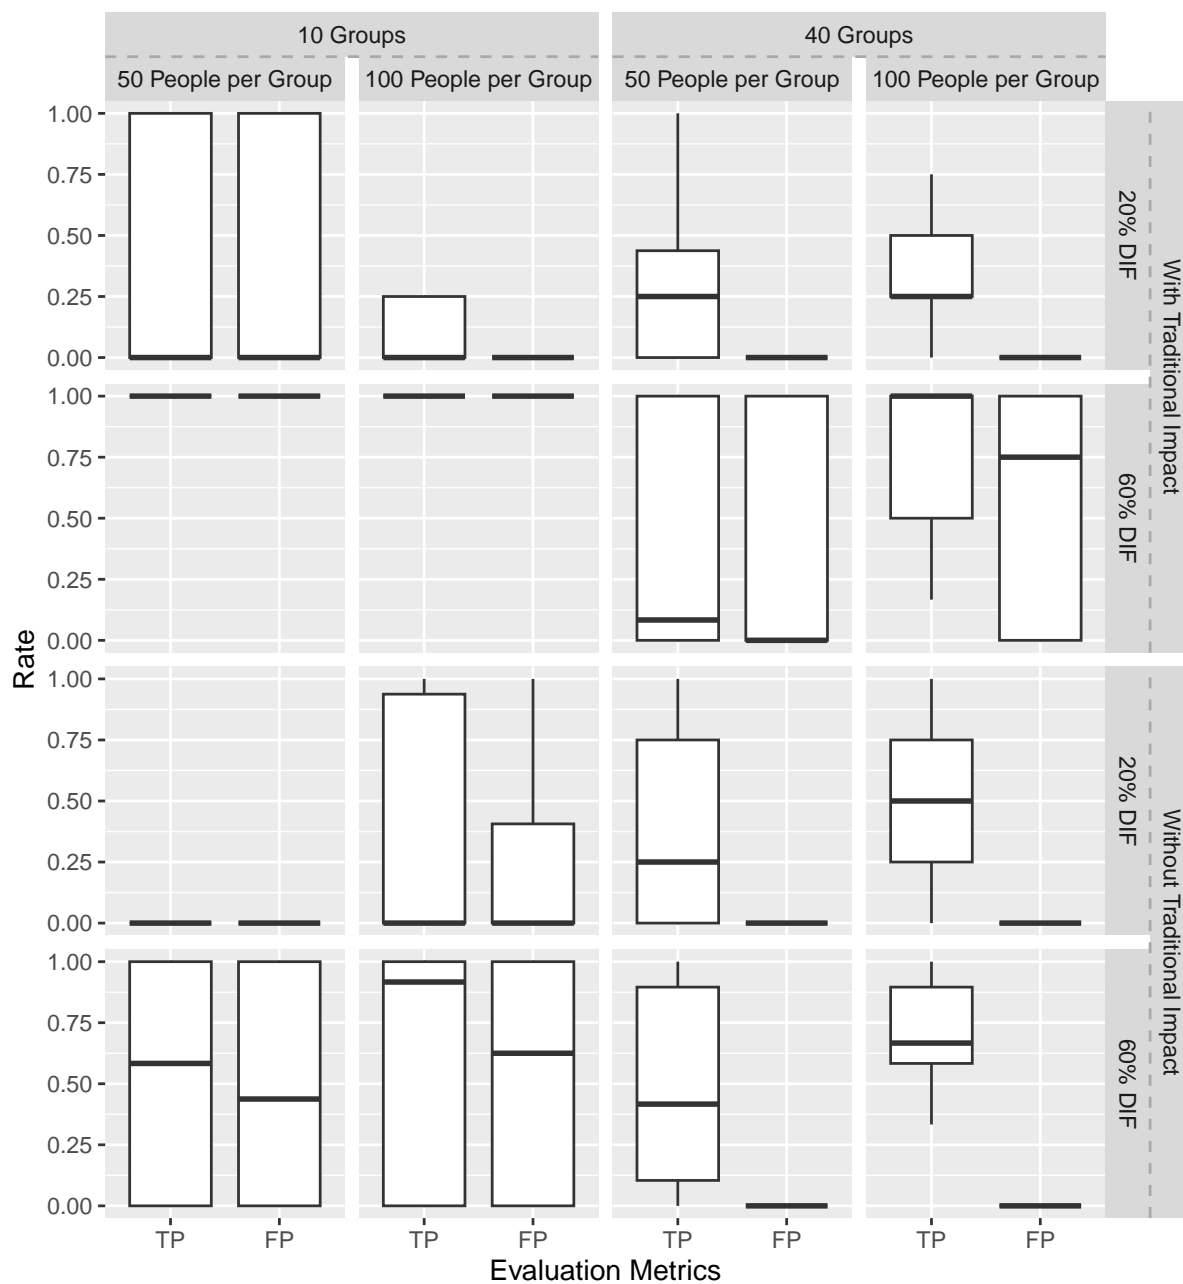 10 Groups
40 Groups
50 People per Group
100 People per Group
50 People per Group
100 People per Group
1.00
0.75
0.50
0.25
0.00
20% DIF
With Traditional Impact
1.00
0.75
0.50
0.25
0.00
60% DIF
Rate
1.00
0.75
0.50
0.25
0.00
20% DIF
Without Traditional Impact
1.00
0.75
0.50
0.25
0.00
60% DIF
TP
FP
TP
FP
TP
FP
TP
FP
Evaluation Metrics